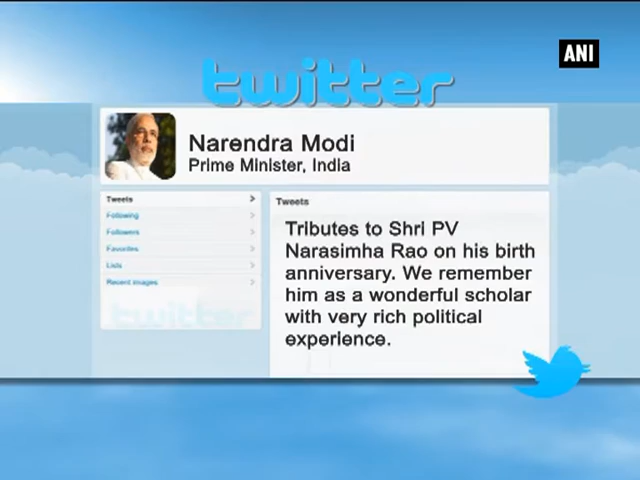 ANI
twitter
Narendra Modi
Prime Minister, India
Tweets
Following
Followers
Favorites
Lists
Recent images
twitter
Tweets
Tributes to Shri PV
Narasimha Rao on his birth
anniversary. We remember
him as a wonderful scholar
with very rich political
experience.